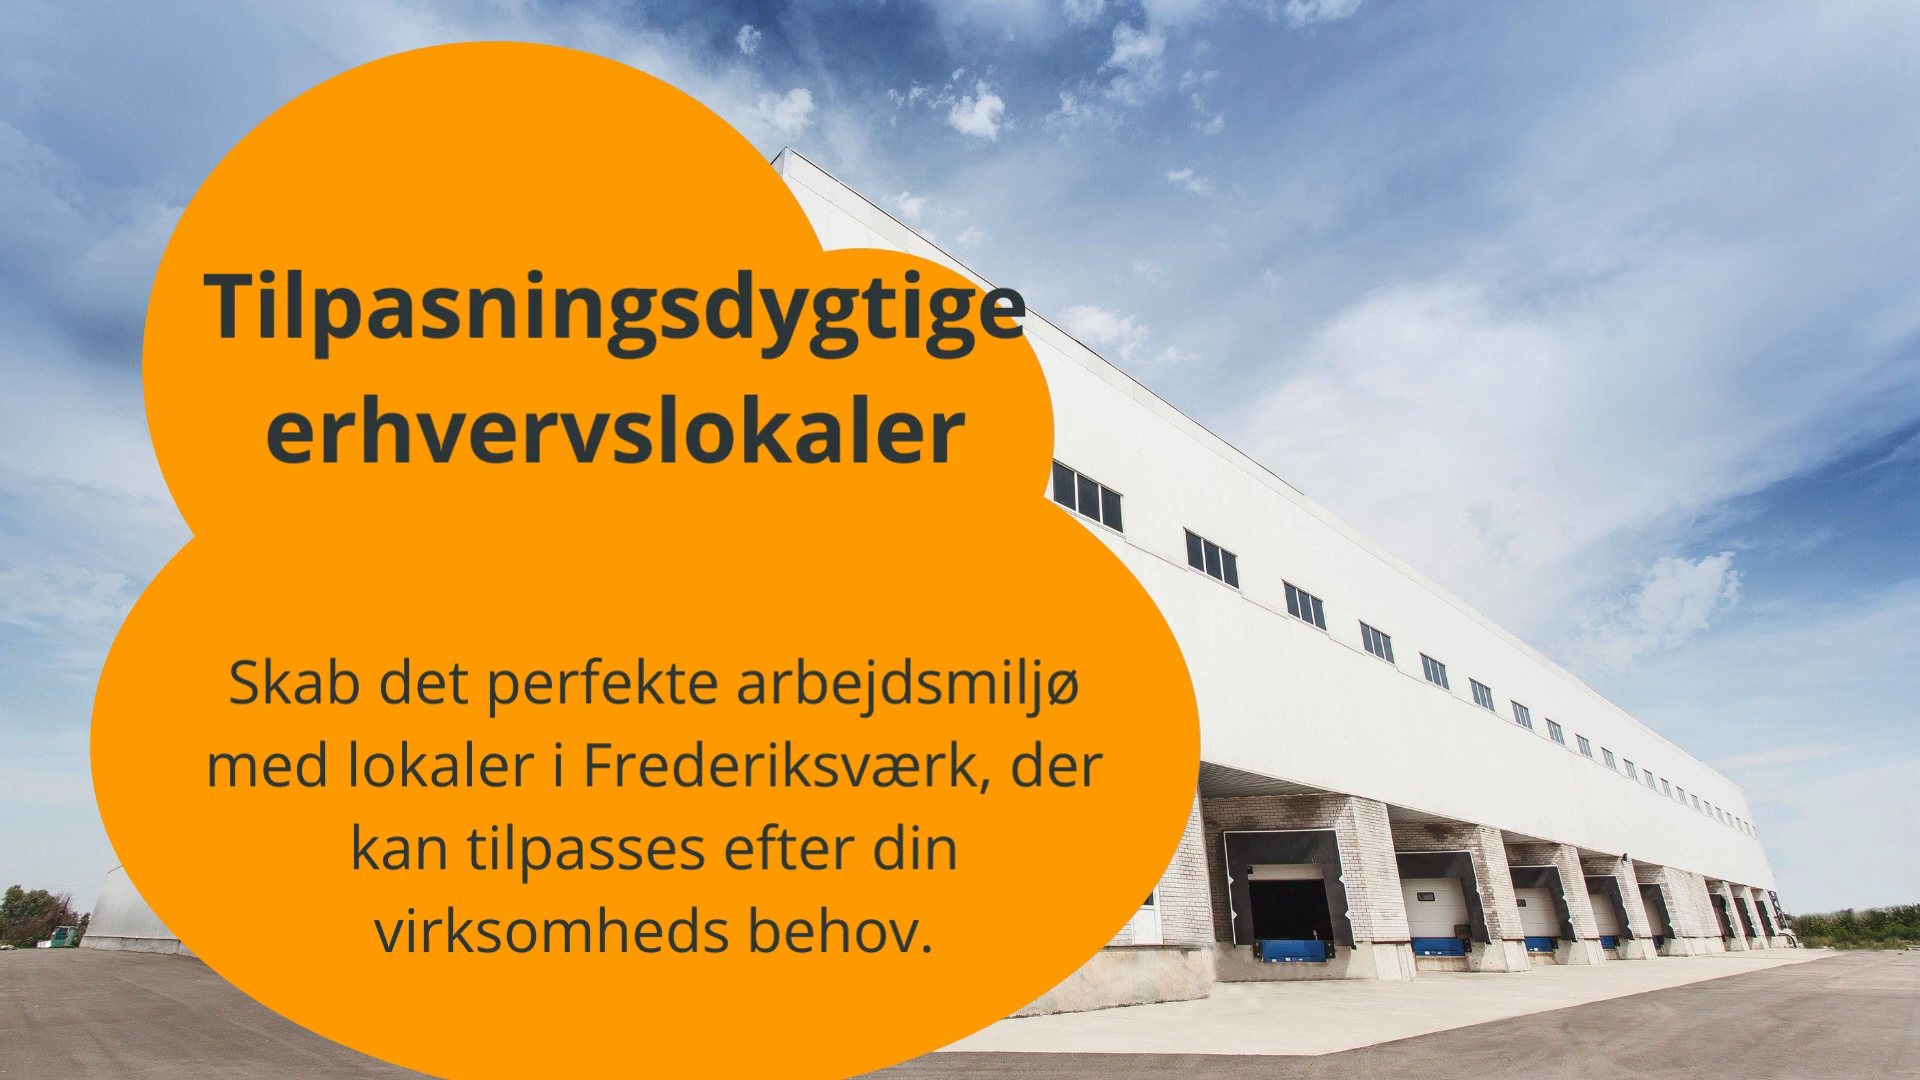 Tilpasningsdygtige
erhvervslokaler
Skab det perfekte arbejdsmiljø
med lokaler i Frederiksværk, der
kan tilpasses efter din
virksomheds behov.